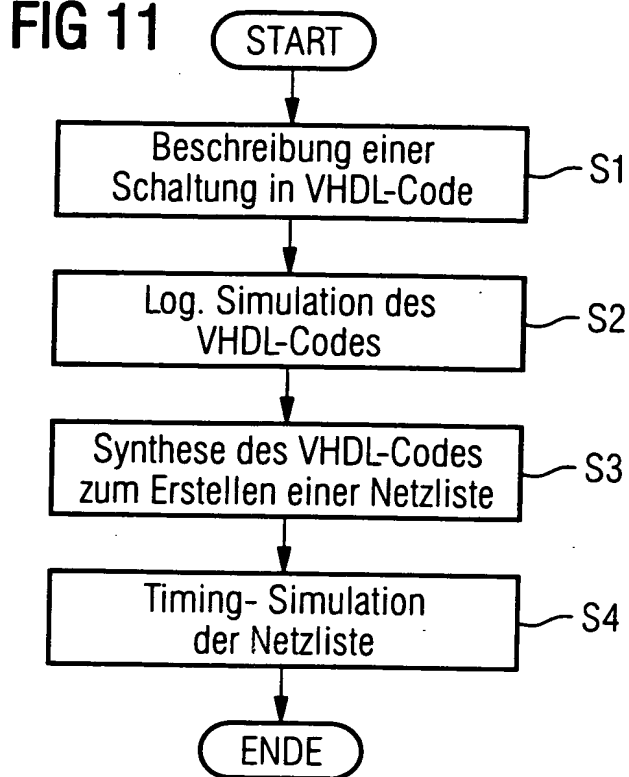 FIG 11
START
Beschreibung einer
Schaltung in VHDL-Code
S1
Log. Simulation des
VHDL-Codes
S2
Synthese des VHDL-Codes
zum Erstellen einer Netzliste
S3
Timing- Simulation
der Netzliste
S4
ENDE